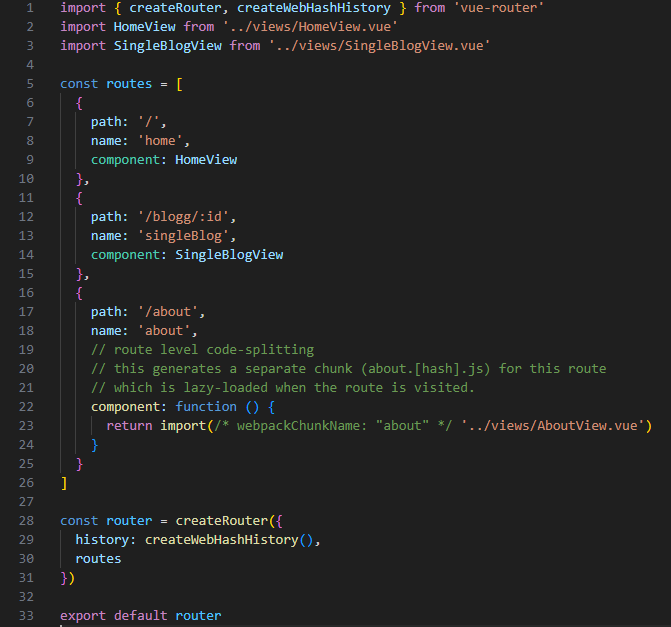 1 import { createRouter, createWebHashHistory } from 'vue-router'
2 import HomeView from '../views/HomeView.vue'
3 import SingleBlogView from '../views/SingleBlogView.vue'
4
5 const routes = [
6   {
7     path: '/',
8     name: 'home',
9     component: HomeView
10   },
11   {
12     path: '/blogg/:id',
13     name: 'singleBlog',
14     component: SingleBlogView
15   },
16   {
17     path: '/about',
18     name: 'about',
19     // route level code-splitting
20     // this generates a separate chunk (about.[hash].js) for this route
21     // which is lazy-loaded when the route is visited.
22     component: function () {
23       return import(/* webpackChunkName: "about" */ '../views/AboutView.vue')
24     }
25   }
26 ]
27
28 const router = createRouter({
29   history: createWebHashHistory(),
30   routes
31 })
32
33 export default router